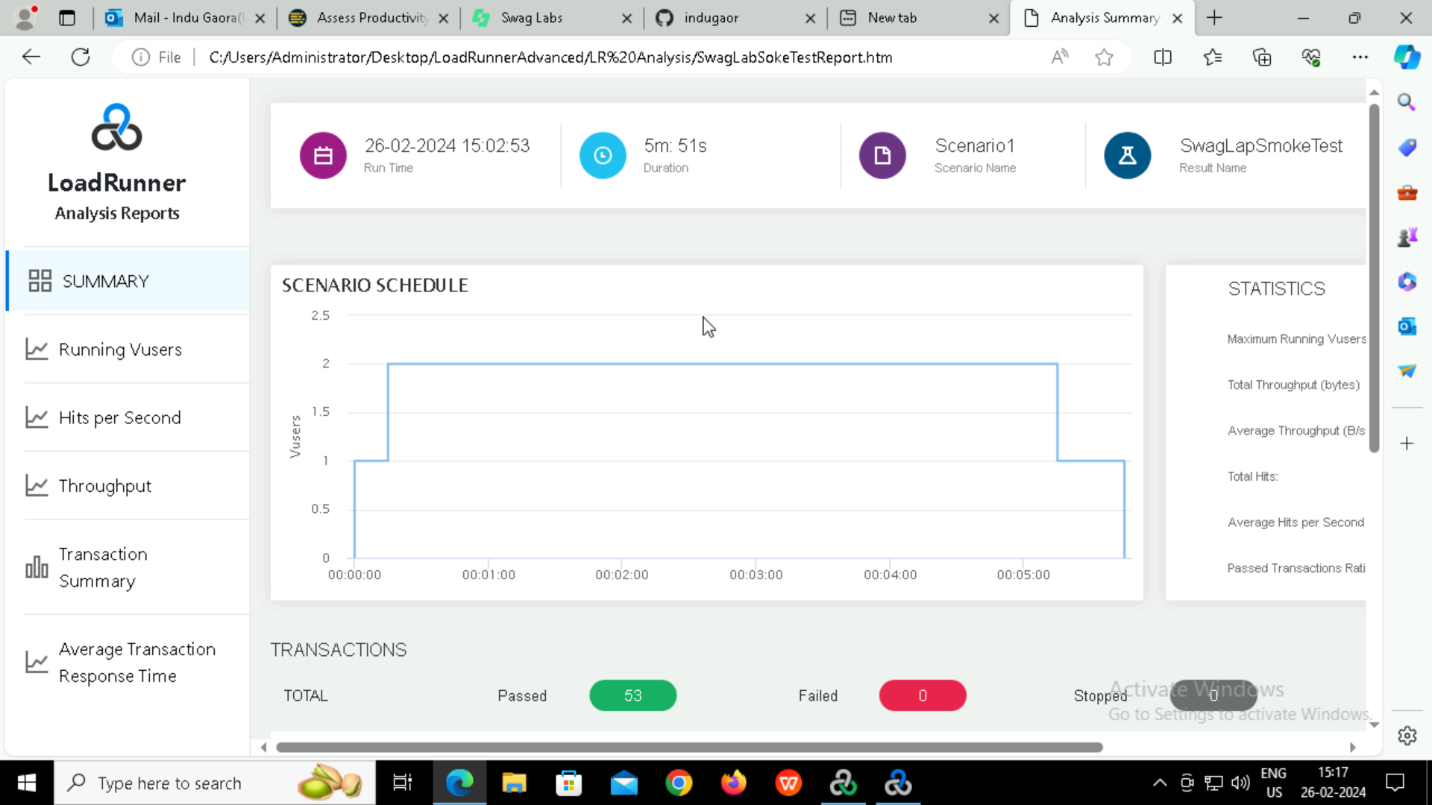 Mail - Indu Gaora(
Assess Productivity
Swag Labs
indugaor
New tab
Analysis Summary
File
C:/Users/Administrator/Desktop/LoadRunnerAdvanced/LR%20Analysis/SwagLabSokeTestReport.htm
LoadRunner
Analysis Reports
SUMMARY
Running Vusers
Hits per Second
Throughput
Transaction
Summary
Average Transaction
Response Time
26-02-2024 15:02:53
Run Time
5m: 51s
Duration
Scenario1
Scenario Name
SwagLapSmokeTest
Result Name
SCENARIO SCHEDULE
2.5
2
1.5
1
0.5
0
Vusers
00:00:00
00:01:00
00:02:00
00:03:00
00:04:00
00:05:00
STATISTICS
Maximum Running Vusers
Total Throughput (bytes)
Average Throughput (B/s
Total Hits:
Average Hits per Second
Passed Transactions Rati
TRANSACTIONS
TOTAL Passed 53 Failed 0 Stopped 0
Activate Windows
Go to Settings to activate Windows.
Type here to search
ENG
US
15:17
26-02-2024